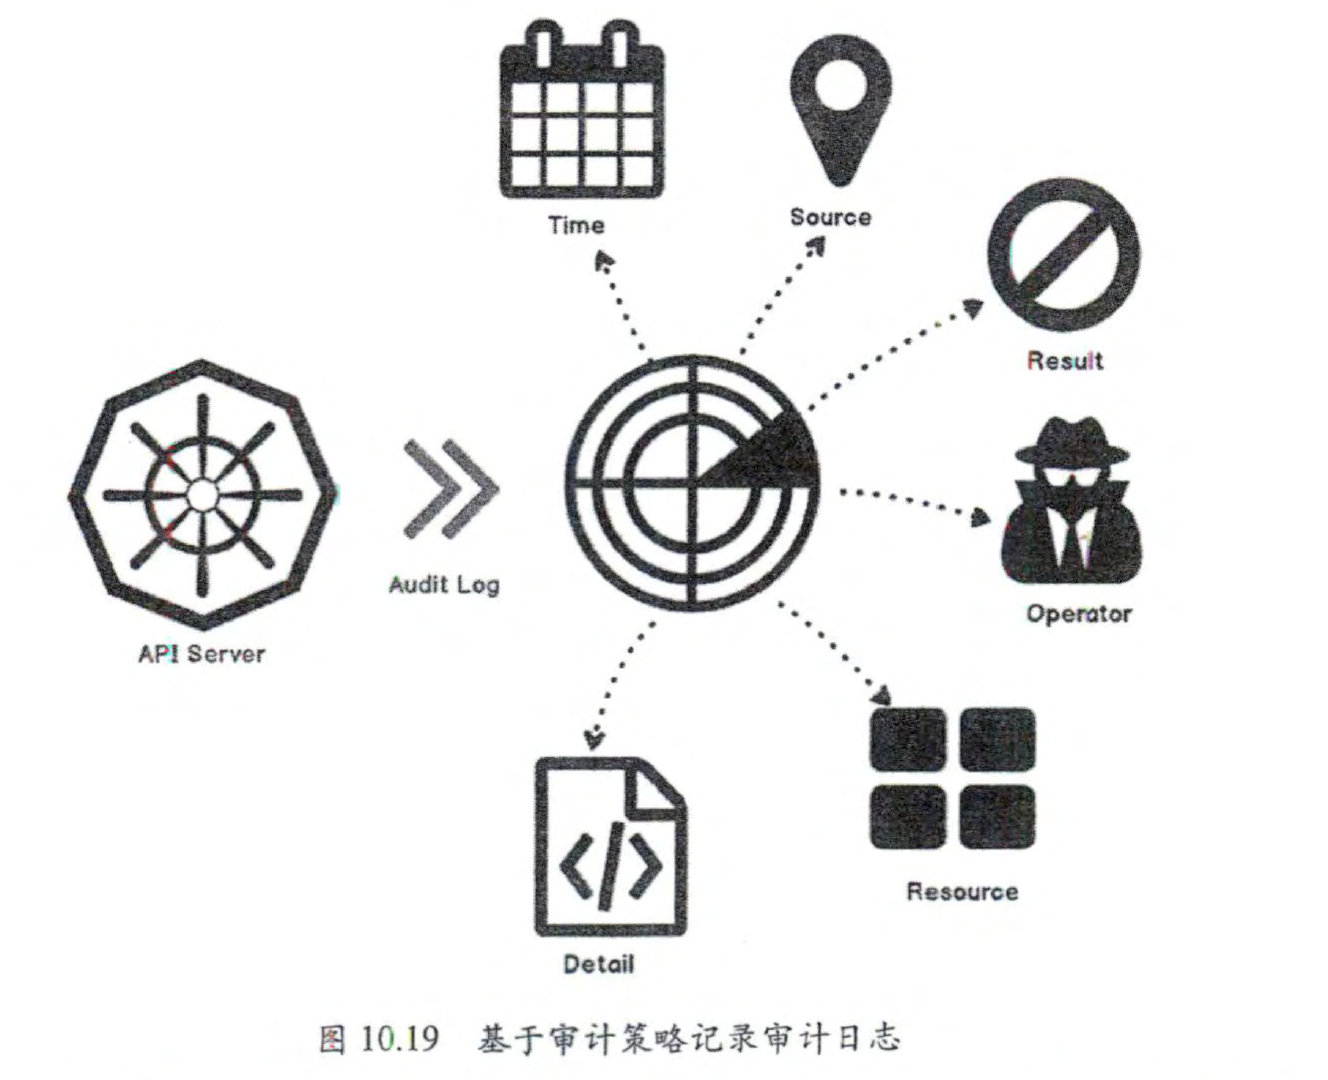 Time
Source
Result
API Server
Audit Log
Operator
Resource
Detail
图 10.19 基于审计策略记录审计日志